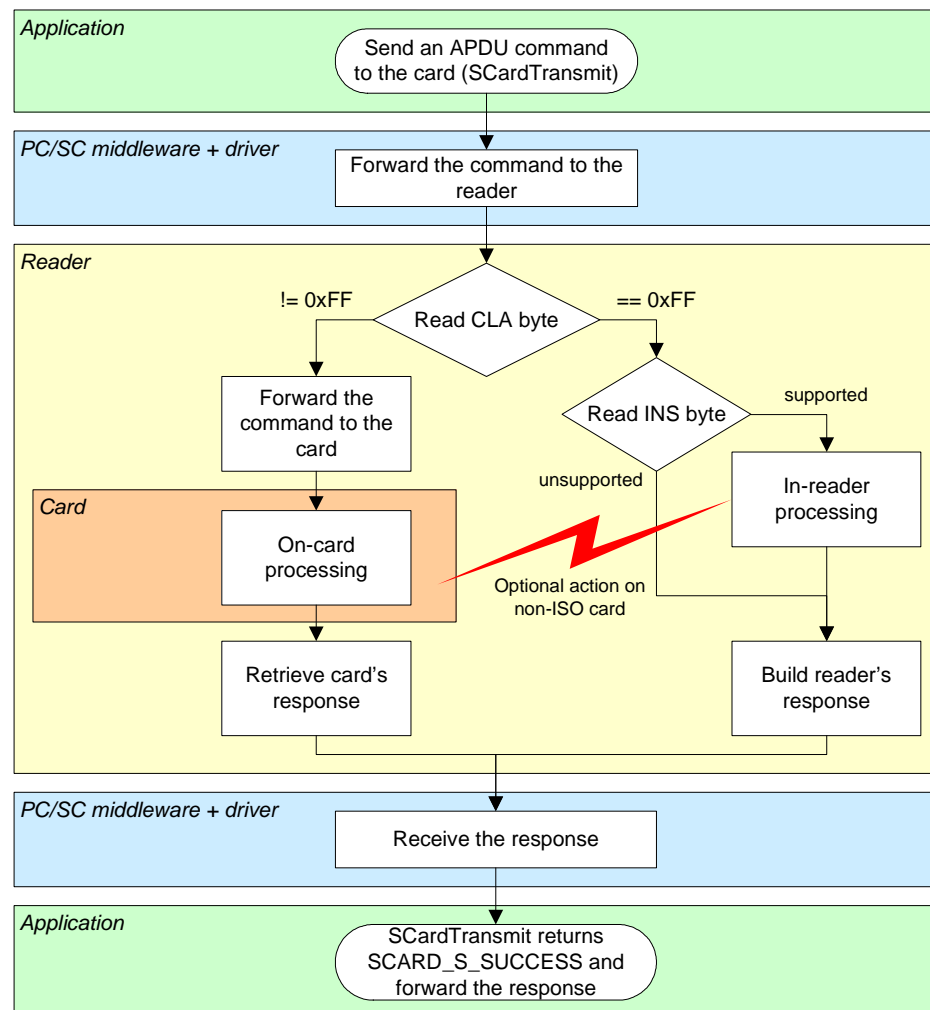 Application
Send an APDU command
to the card (SCardTransmit)
PC/SC middleware + driver
Forward the command to the
reader
Reader
!= 0xFF
== 0xFF
Read CLA byte
Forward the
command to the
card
Read INS byte
supported
unsupported
Card
On-card
processing
In-reader
processing
Optional action on
non-ISO card
Retrieve card's
response
Build reader's
response
PC/SC middleware + driver
Receive the response
Application
SCardTransmit returns
SCARD_S_SUCCESS and
forward the response